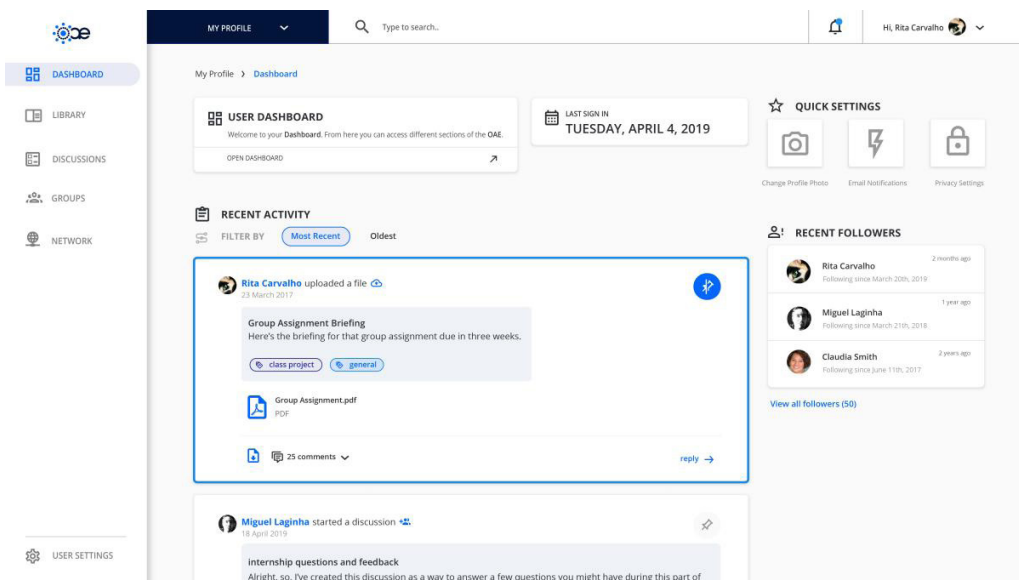 oae
MY PROFILE
Type to search..
Hi, Rita Carvalho
DASHBOARD
LIBRARY
DISCUSSIONS
GROUPS
NETWORK
USER SETTINGS
My Profile > Dashboard
USER DASHBOARD
Welcome to your Dashboard. From here you can access different sections of the OAE.
OPEN DASHBOARD
LAST SIGN IN
TUESDAY, APRIL 4, 2019
RECENT ACTIVITY
FILTER BY Most Recent Oldest
Rita Carvalho uploaded a file
23 March 2017
Group Assignment Briefing
Here's the briefing for that group assignment due in three weeks.
class project general
Group Assignment.pdf
PDF
25 comments
reply
Miguel Laginha started a discussion
18 April 2019
internship questions and feedback
Alright, so, I've created this discussion as a way to answer a few questions you might have during this part of
QUICK SETTINGS
Change Profile Photo Email Notifications Privacy Settings
RECENT FOLLOWERS
2 months ago
Rita Carvalho
Following since March 20th, 2019
1 year ago
Miguel Laginha
Following since March 21th, 2018
2 years ago
Claudia Smith
Following since June 11th, 2017
View all followers (50)